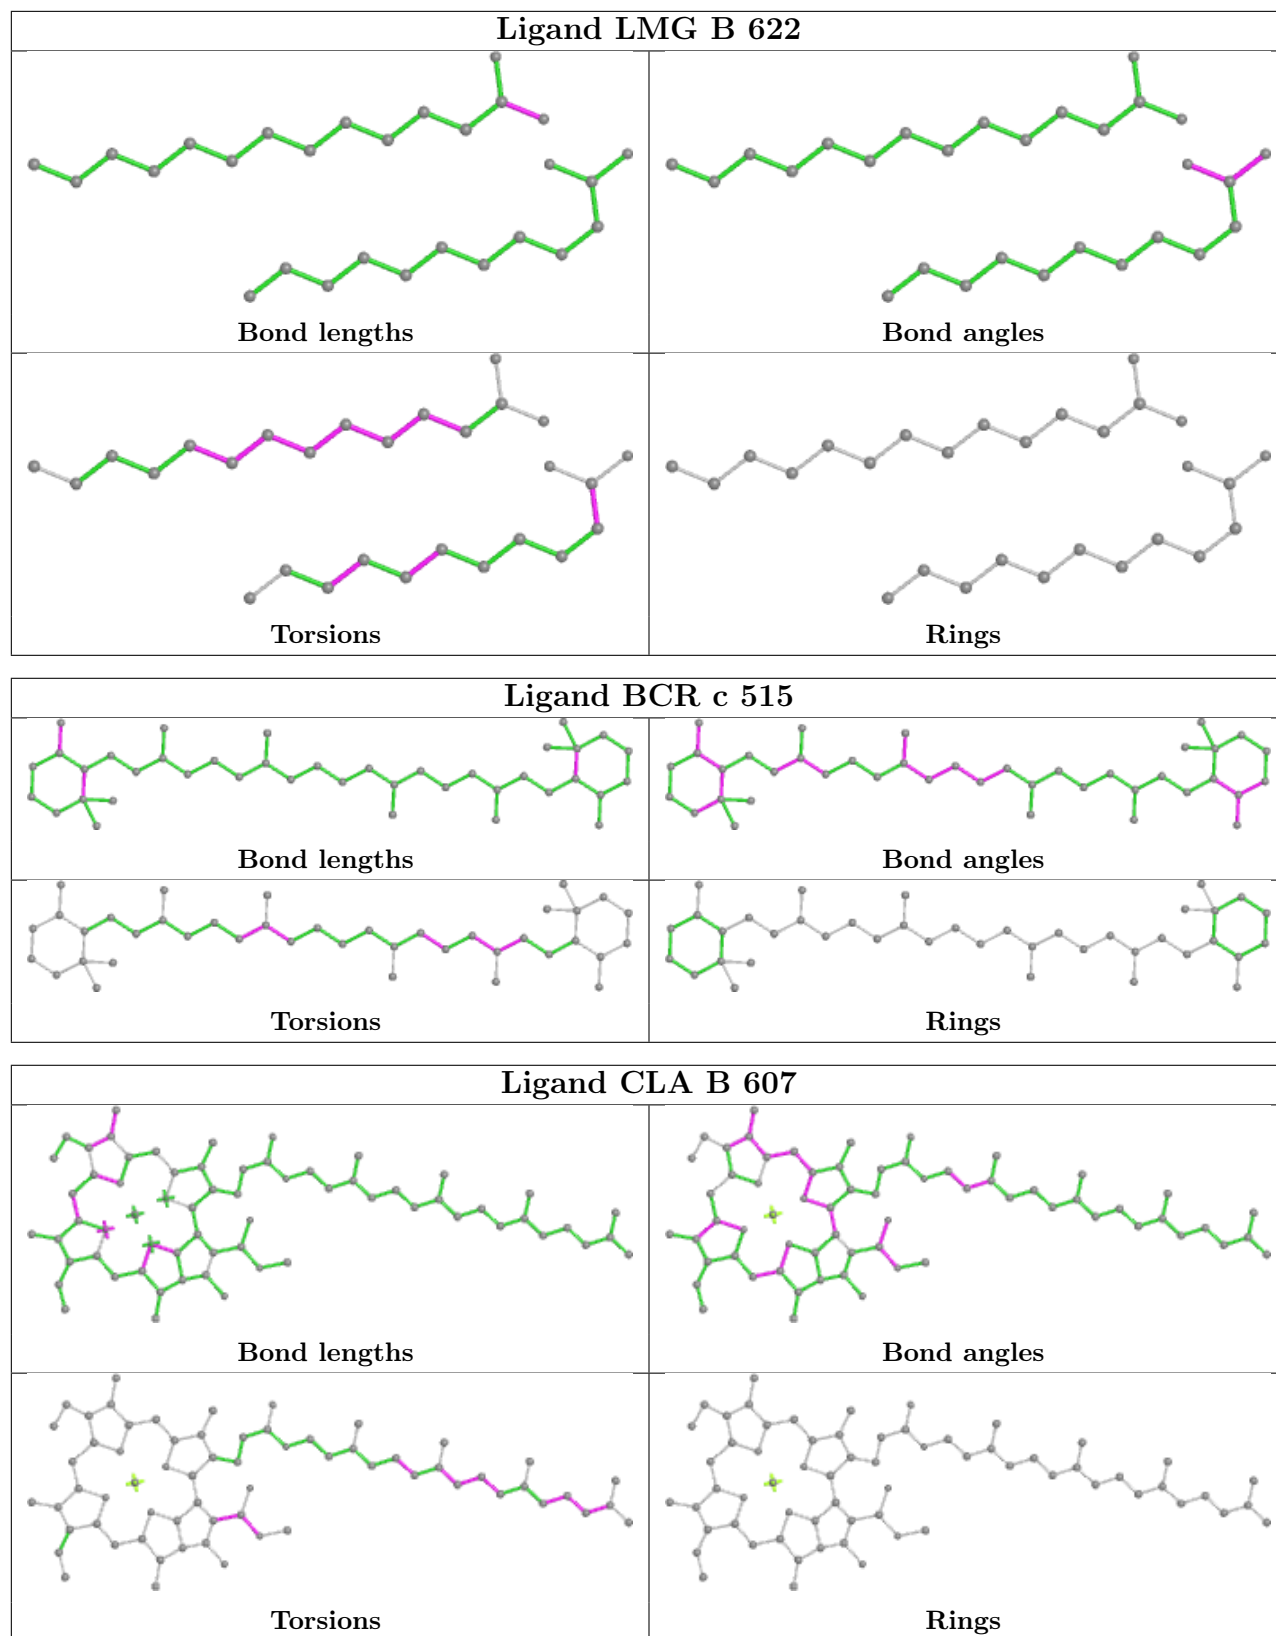 Ligand LMG B 622
Bond lengths
Bond angles
Torsions
Rings
Ligand BCR c 515
Bond lengths
Bond angles
Torsions
Rings
Ligand CLA B 607
Bond lengths
Bond angles
Torsions
Rings